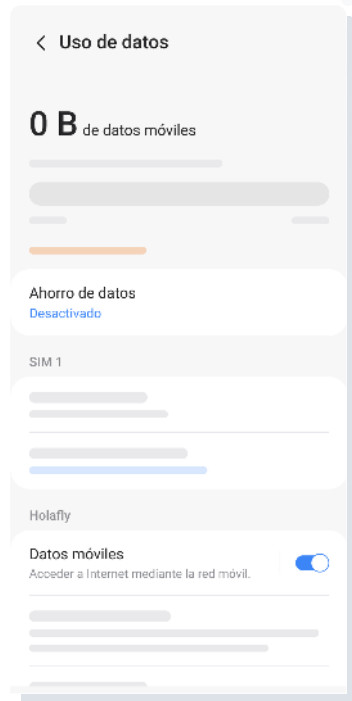 Uso de datos
0 B de datos móviles
Ahorro de datos
Desactivado
SIM 1
Holafly
Datos móviles
Acceder a Internet mediante la red móvil.